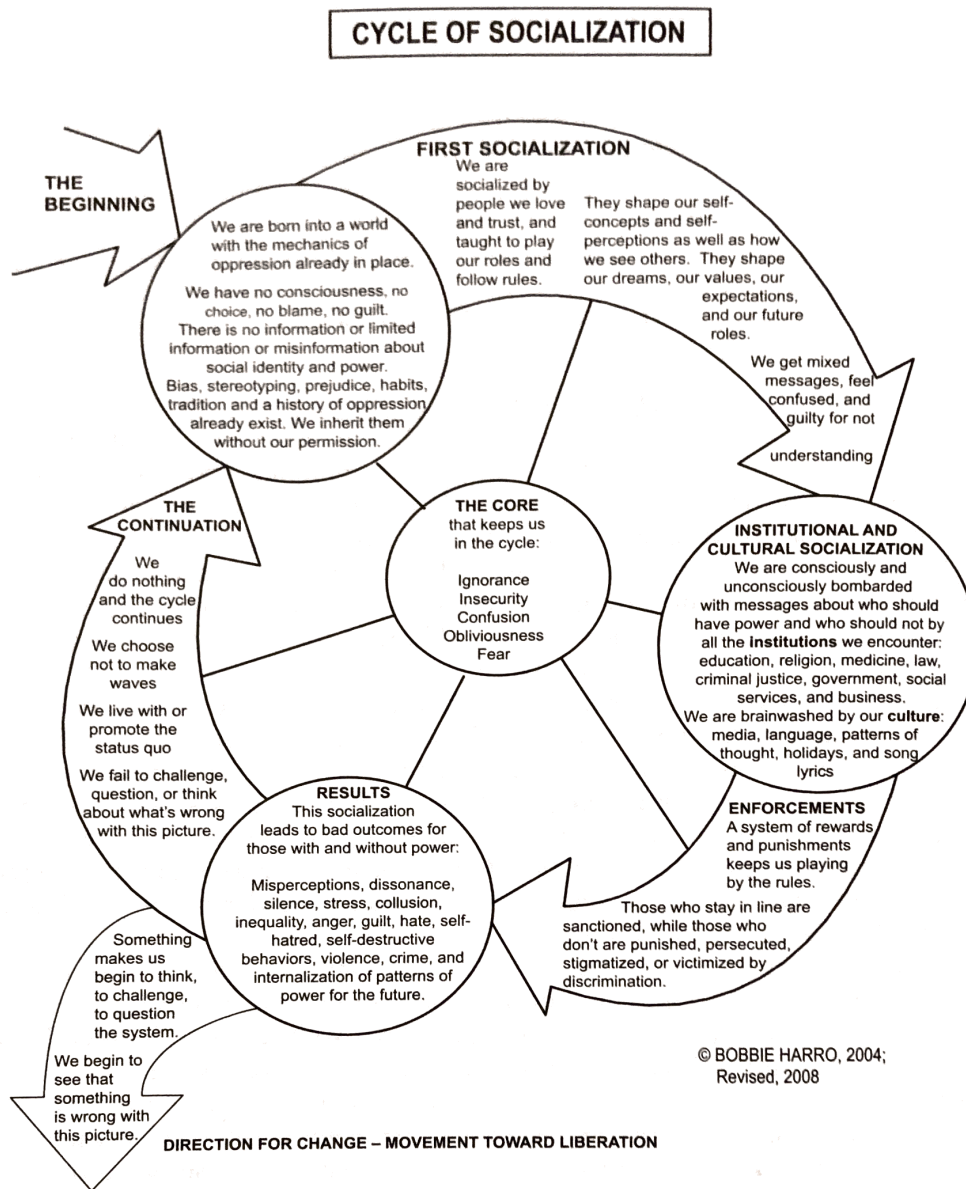 CYCLE OF SOCIALIZATION
THE
BEGINNING
We are born into a world
with the mechanics of
oppression already in place.
We have no consciousness, no
choice, no blame, no guilt.
There is no information or limited
information or misinformation about
social identity and power.
Bias, stereotyping, prejudice, habits,
tradition and a history of oppression
already exist. We inherit them
without our permission.
FIRST SOCIALIZATION
We are
socialized by
people we love
and trust, and
taught to play
our roles and
follow rules.
They shape our self-
concepts and self-
perceptions as well as how
we see others. They shape
our dreams, our values, our
expectations,
and our future
roles.
We get mixed
messages, feel
confused, and
guilty for not
understanding
INSTITUTIONAL AND
CULTURAL SOCIALIZATION
We are consciously and
unconsciously bombarded
with messages about who should
have power and who should not by
all the institutions we encounter:
education, religion, medicine, law,
criminal justice, government, social
services, and business.
We are brainwashed by our culture:
media, language, patterns of
thought, holidays, and song
lyrics
ENFORCEMENTS
A system of rewards
and punishments
keeps us playing
by the rules.
Those who stay in line are
sanctioned, while those who
don't are punished, persecuted,
stigmatized, or victimized by
discrimination.
RESULTS
This socialization
leads to bad outcomes for
those with and without power:
Misperceptions, dissonance,
silence, stress, collusion,
inequality, anger, guilt, hate, self-
hatred, self-destructive
behaviors, violence, crime, and
internalization of patterns of
power for the future.
THE
CONTINUATION
We
do nothing
and the cycle
continues
We choose
not to make
waves
We live with or
promote the
status quo
We fail to challenge,
question, or think
about what's wrong
with this picture.
THE CORE
that keeps us
in the cycle:
Ignorance
Insecurity
Confusion
Obliviousness
Fear
Something
makes us
begin to think,
to challenge,
to question
the system.
We begin to
see that
something
is wrong with
this picture.
DIRECTION FOR CHANGE – MOVEMENT TOWARD LIBERATION
© BOBBIE HARRO, 2004;
Revised, 2008